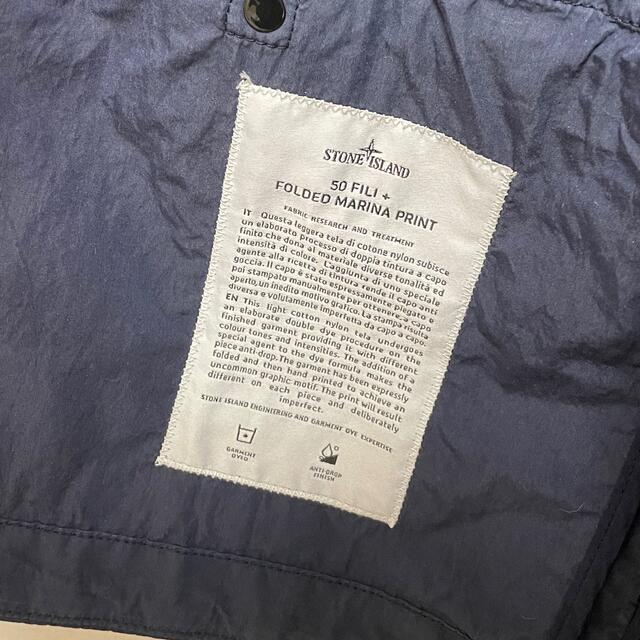 STONE ISLAND
50 FILI +
FOLDED MARINA PRINT
FABRIC RESEARCH AND TREATMENT
IT Questa leggera tela di cotone nylon subisce
un elaborato processo di doppia tintura a capo
finito che dona al materiale diverse tonalità ed
intensità di colore. L'aggiunta di uno speciale
agente alla ricetta di tintura rende il capo anti
goccia. Il capo è stato espressamente piegato e
poi stampato manualmente per ottenere, a capo
aperto, un inedito motivo grafico. La stampa risulta
diversa e volutamente imperfetta da capo a capo.
EN This light cotton nylon tela undergoes
an elaborate double dye procedure on the
finished garment providing it with different
colour tones and intensities. The addition of a
special agent to the dye formula makes the
piece anti-drop. The garment has been expressly
folded and then hand printed to achieve an
uncommon graphic motif. The print will result
different on each piece and deliberately
imperfect.
STONE ISLAND ENGINEERING AND GARMENT DYE EXPERTISE
GARMENT
DYED
ANTI-DROP
FINISH